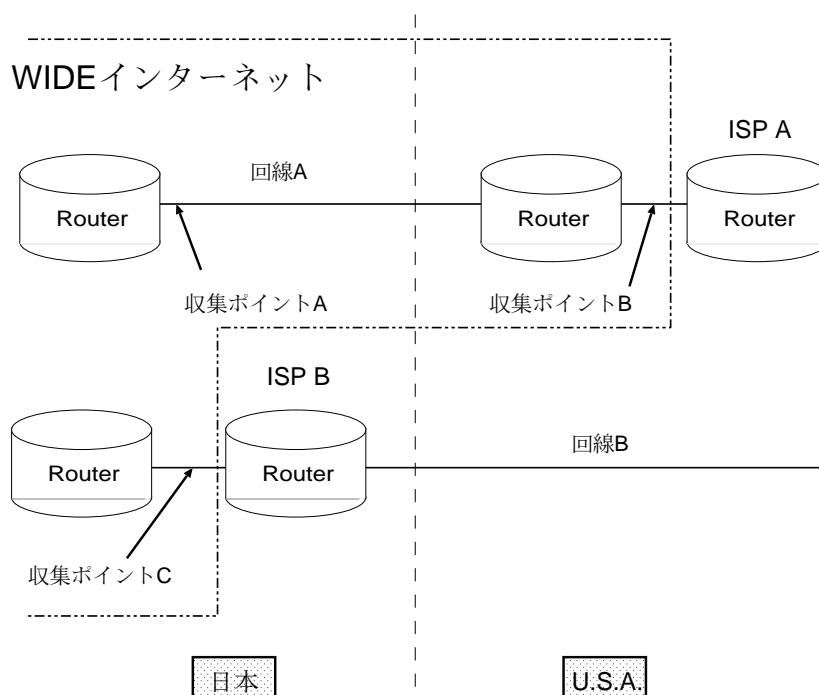 WIDEインターネット
ISP A
回線A
Router
Router
Router
収集ポイントA
収集ポイントB
ISP B
回線B
Router
Router
収集ポイントC
日本
U.S.A.